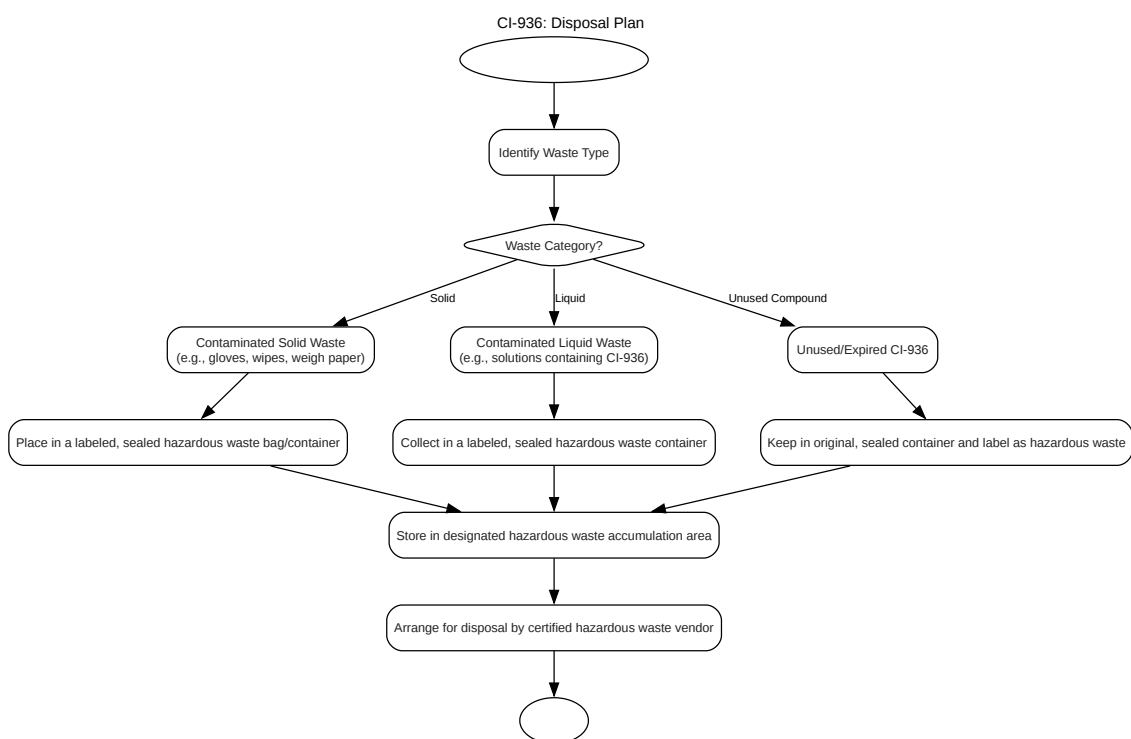 CI-936: Disposal Plan
Identify Waste Type
Waste Category?
Solid
Liquid
Unused Compound
Contaminated Solid Waste
(e.g., gloves, wipes, weigh paper)
Contaminated Liquid Waste
(e.g., solutions containing CI-936)
Unused/Expired CI-936
Place in a labeled, sealed hazardous waste bag/container
Collect in a labeled, sealed hazardous waste container
Keep in original, sealed container and label as hazardous waste
Store in designated hazardous waste accumulation area
Arrange for disposal by certified hazardous waste vendor